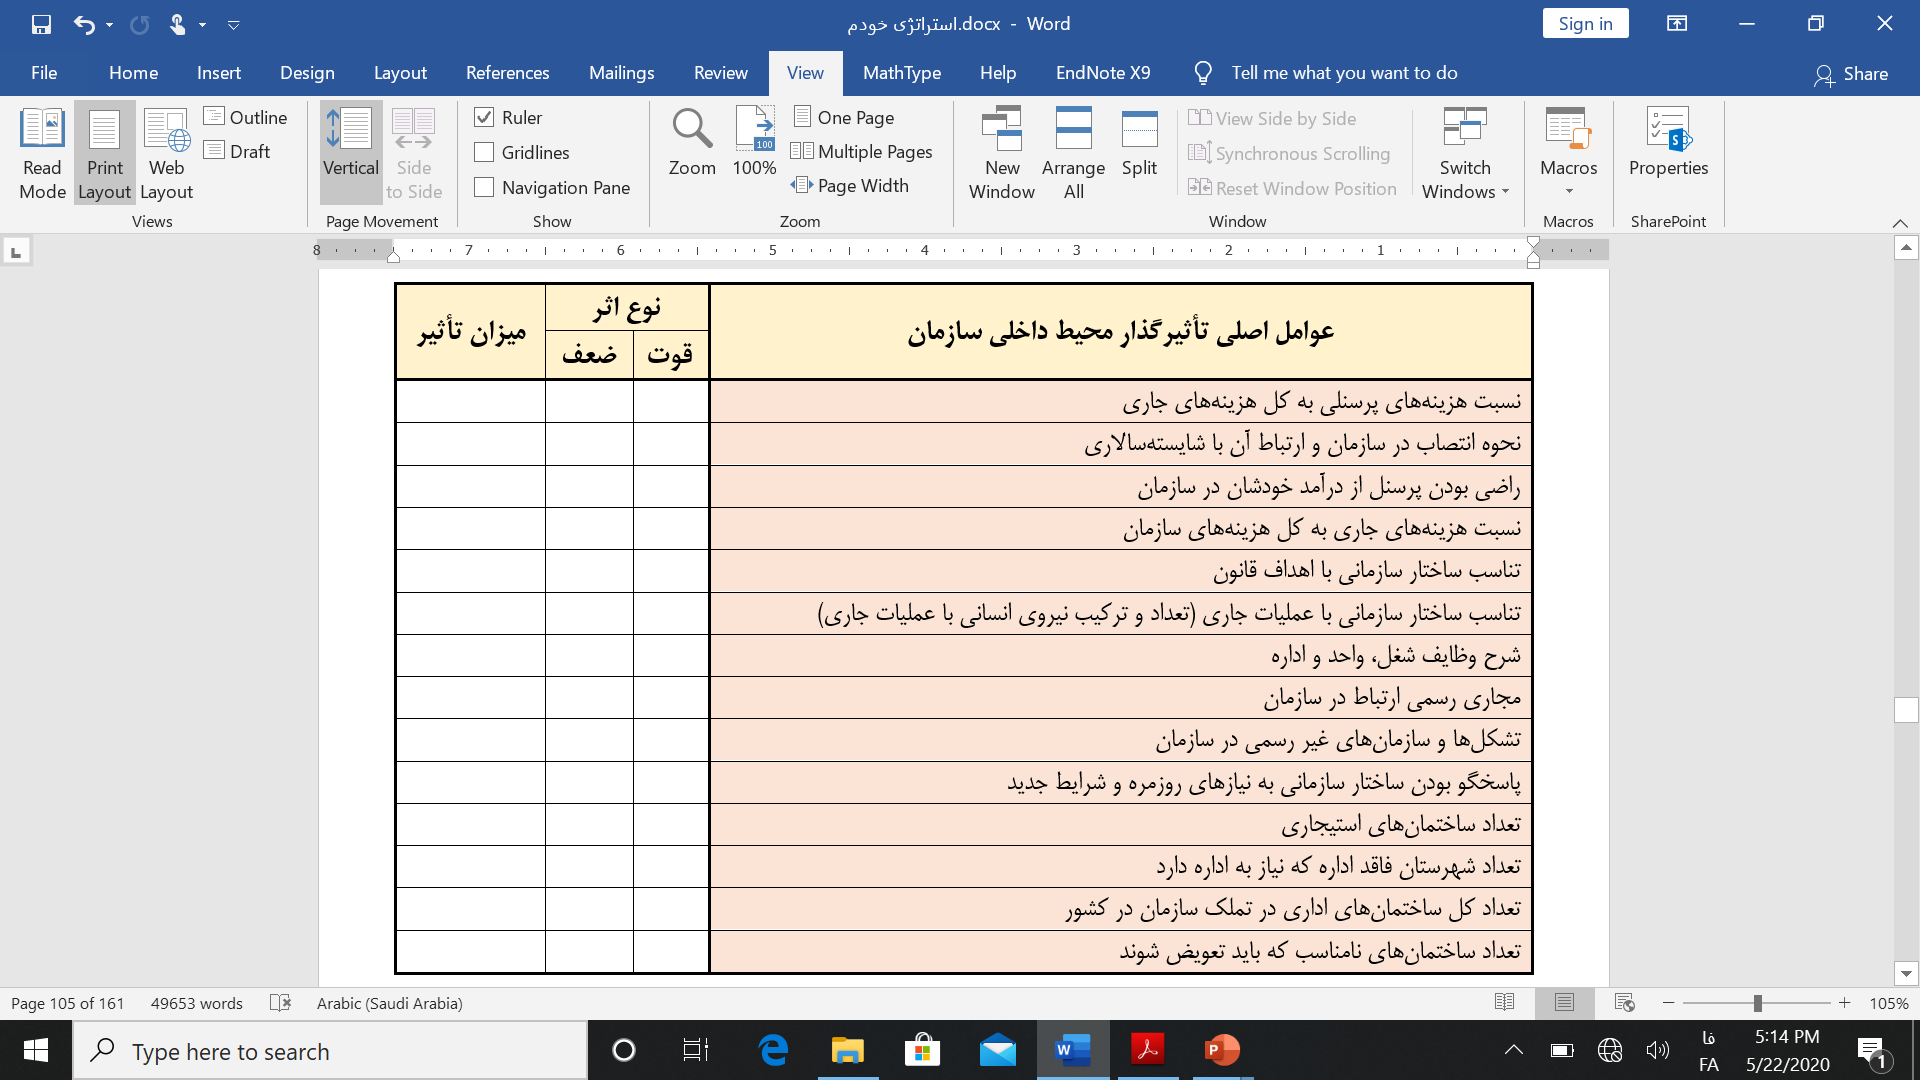 استراتژی خودم.docx - Word
Sign in
File Home Insert Design Layout References Mailings Review View MathType Help EndNote X9 Tell me what you want to do Share
Read Mode
Print Layout
Web Layout
Outline
Draft
Views
Vertical
Side to Side
Page Movement
Ruler
Gridlines
Navigation Pane
Show
Zoom
100%
100
One Page
Multiple Pages
Page Width
Zoom
New Window
Arrange All
Split
View Side by Side
Synchronous Scrolling
Reset Window Position
Switch Windows
Window
Macros
Macros
Properties
SharePoint
8 7 6 5 4 3 2 1
عوامل اصلی تأثیرگذار محیط داخلی سازمان
نوع اثر
قوت
ضعف
میزان تأثیر
نسبت هزینه‌های پرسنلی به کل هزینه‌های جاری
نحوه انتصاب در سازمان و ارتباط آن با شایسته‌سالاری
راضی بودن پرسنل از درآمد خودشان در سازمان
نسبت هزینه‌های جاری به کل هزینه‌های سازمان
تناسب ساختار سازمانی با اهداف قانون
تناسب ساختار سازمانی با عملیات جاری (تعداد و ترکیب نیروی انسانی با عملیات جاری)
شرح وظایف شغل، واحد و اداره
مجاری رسمی ارتباط در سازمان
تشکل‌ها و سازمان‌های غیر رسمی در سازمان
پاسخگو بودن ساختار سازمانی به نیازهای روزمره و شرایط جدید
تعداد ساختمان‌های استیجاری
تعداد شهرستان فاقد اداره که نیاز به اداره دارد
تعداد کل ساختمان‌های اداری در تملک سازمان در کشور
تعداد ساختمان‌های نامناسب که باید تعویض شوند
Page 105 of 161 49653 words Arabic (Saudi Arabia) 105%
Type here to search
فا
FA
5:14 PM
5/22/2020
1